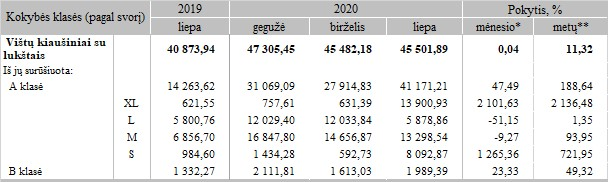 Kokybės klasės (pagal svorį) 2019 2020 Pokytis, %
liepa gegužė birželis liepa mėnesio* metų**
Vištų kiaušiniai su lukštais 40 873,94 47 305,45 45 482,18 45 501,89 0,04 11,32
Iš jų surūšiuota:
A klasė 14 263,62 31 069,09 27 914,83 41 171,21 47,49 188,64
XL 621,55 757,61 631,39 13 900,93 2 101,63 2 136,48
L 5 800,76 12 029,40 12 033,84 5 878,86 -51,15 1,35
M 6 856,70 16 847,80 14 656,87 13 298,54 -9,27 93,95
S 984,60 1 434,28 592,73 8 092,87 1 265,36 721,95
B klasė 1 332,27 2 111,81 1 613,03 1 989,39 23,33 49,32